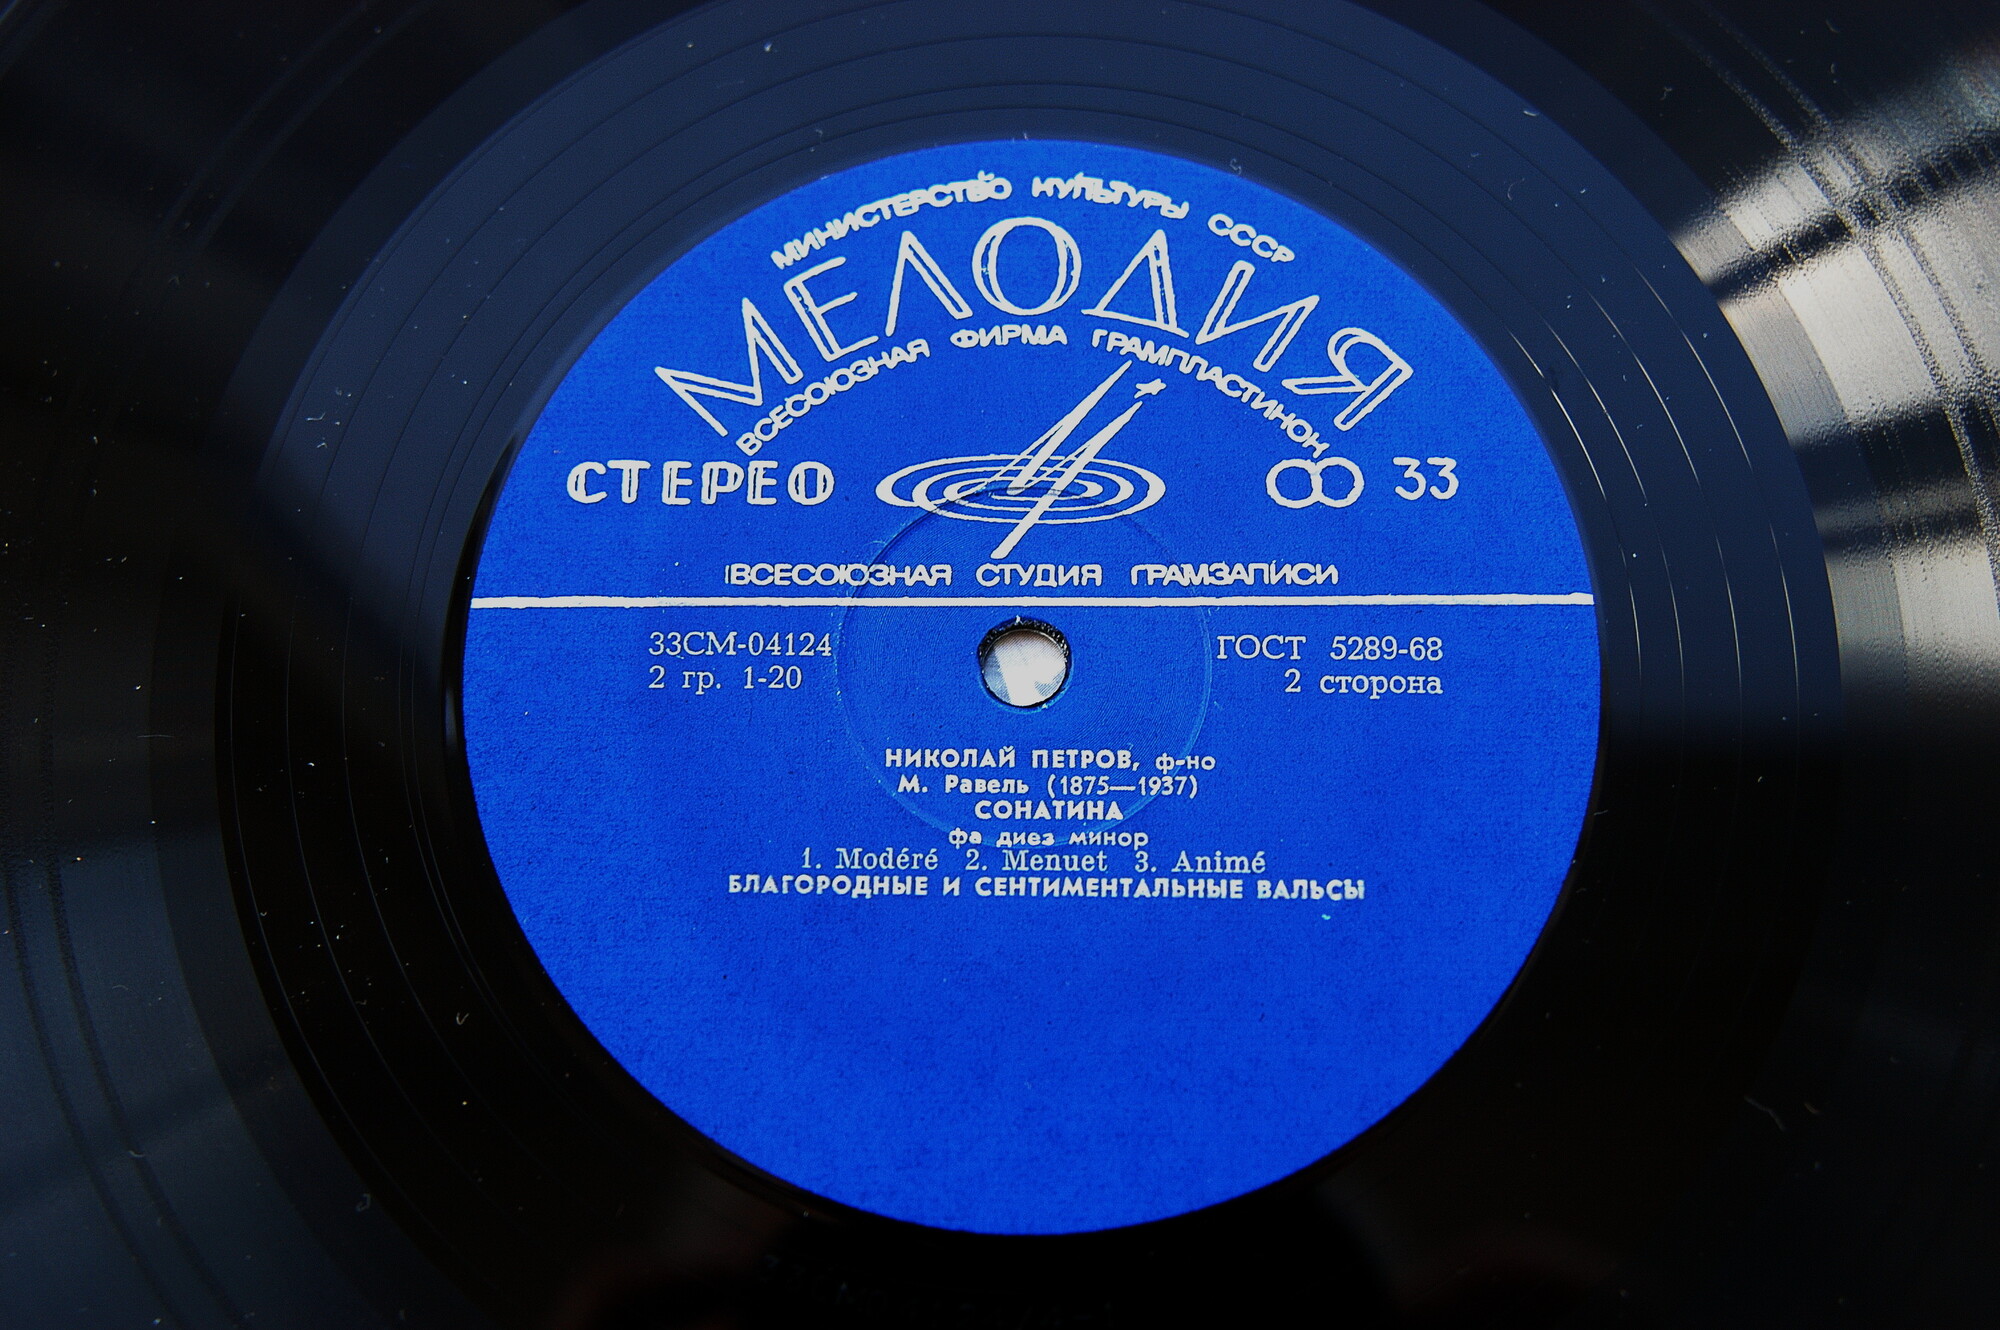 МИНИСТЕРСТВО КУЛЬТУРЫ СССР
МЕЛОДИЯ
ВСЕСОЮЗНАЯ ФИРМА ГРАМПЛАСТИНОК
СТЕРЕО
33
ВСЕСОЮЗНАЯ СТУДИЯ ГРАМЗАПИСИ
33СМ-04124
ГОСТ 5289-68
2 гр. 1-20
2 сторона
НИКОЛАЙ ПЕТРОВ, ф-но
М. Равель (1875—1937)
СОНАТИНА
фа диез минор
1. Modéré 2. Menuet 3. Animé
БЛАГОРОДНЫЕ И СЕНТИМЕНТАЛЬНЫЕ ВАЛЬСЫ